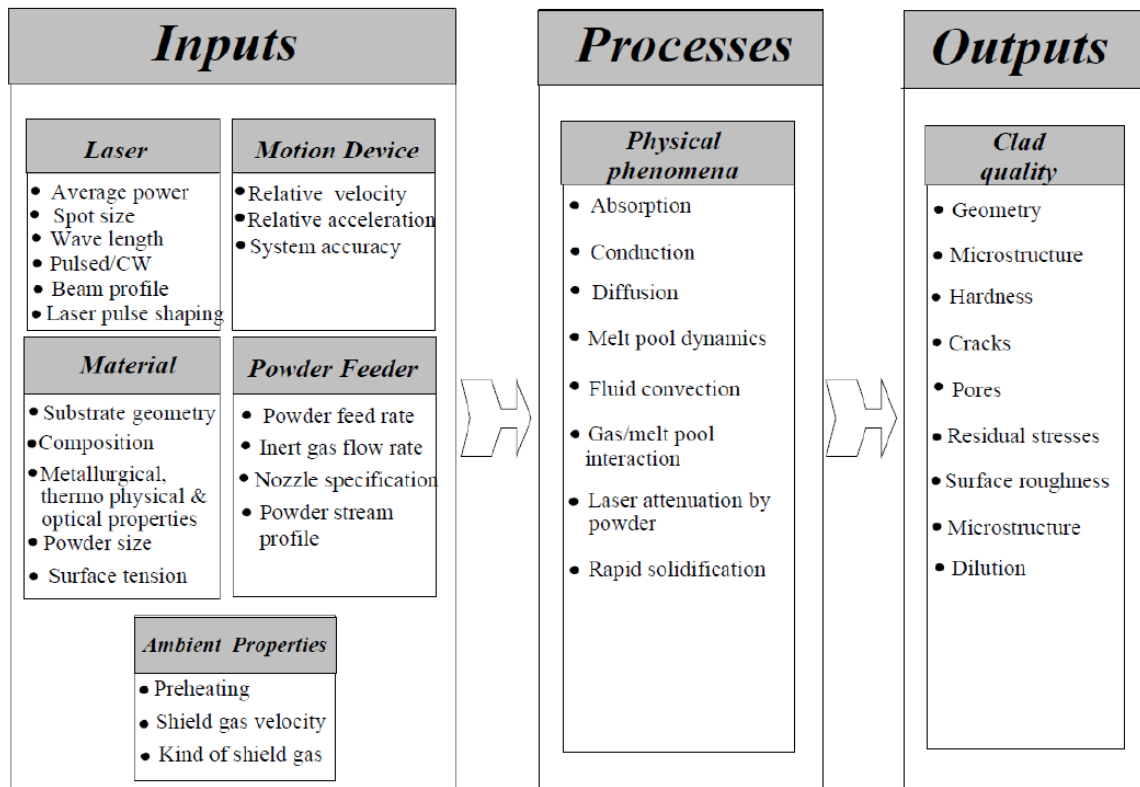 Inputs
Laser
Average power
Spot size
Wave length
Pulsed/CW
Beam profile
Laser pulse shaping
Motion Device
Relative velocity
Relative acceleration
System accuracy
Material
Substrate geometry
Composition
Metallurgical,
thermo physical &
optical properties
Powder size
Surface tension
Powder Feeder
Powder feed rate
Inert gas flow rate
Nozzle specification
Powder stream
profile
Ambient Properties
Preheating
Shield gas velocity
Kind of shield gas
Processes
Physical
phenomena
Absorption
Conduction
Diffusion
Melt pool dynamics
Fluid convection
Gas/melt pool
interaction
Laser attenuation by
powder
Rapid solidification
Outputs
Clad
quality
Geometry
Microstructure
Hardness
Cracks
Pores
Residual stresses
Surface roughness
Microstructure
Dilution